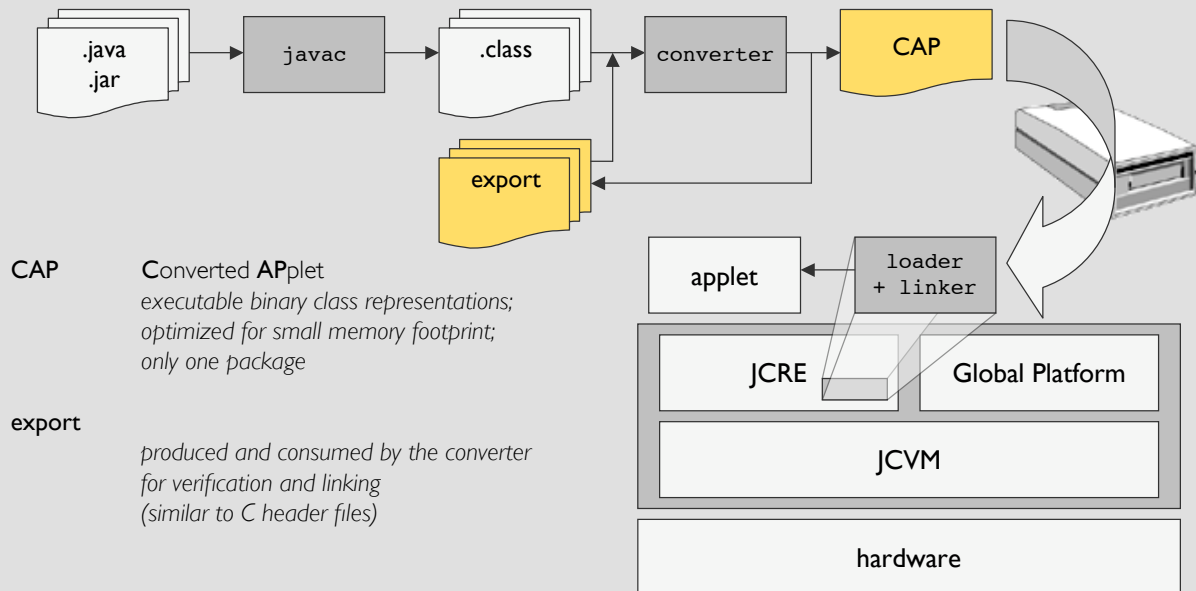 .java
.jar
javac
.class
converter
CAP
export
CAP Converted APplet
executable binary class representations;
optimized for small memory footprint;
only one package
export
produced and consumed by the converter
for verification and linking
(similar to C header files)
applet
loader
+ linker
JCRE
Global Platform
JCVM
hardware